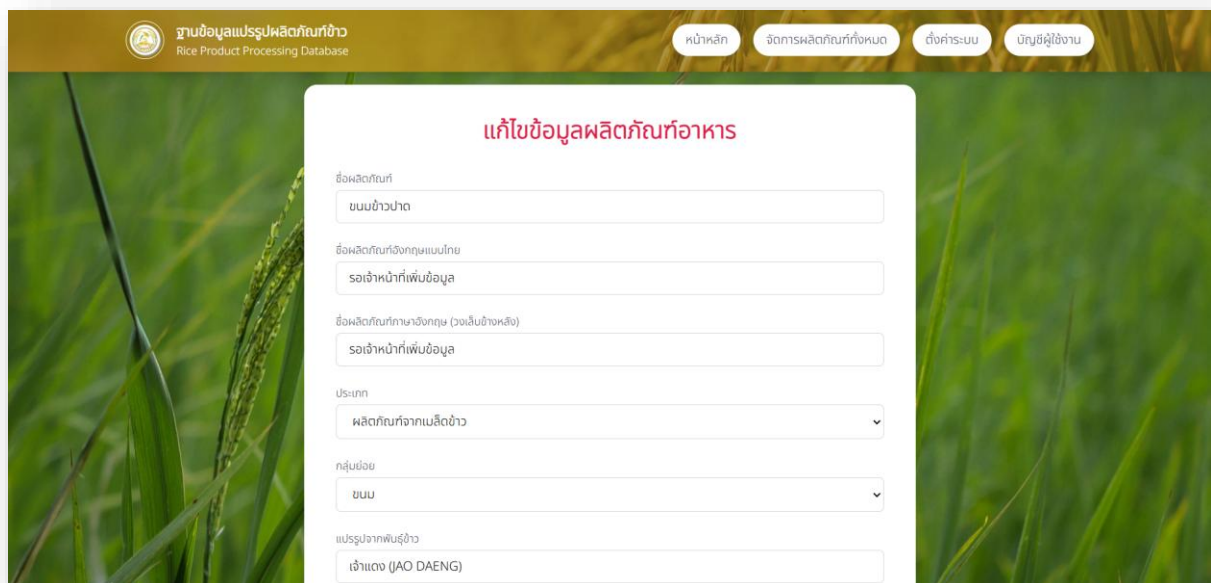 ฐานข้อมูลแปรรูปผลิตภัณฑ์ข้าว
Rice Product Processing Database
หน้าหลัก
จัดการผลิตภัณฑ์ทั้งหมด
ตั้งค่าระบบ
บัญชีผู้ใช้งาน
แก้ไขข้อมูลผลิตภัณฑ์อาหาร
ชื่อผลิตภัณฑ์
ขนมข้าวปาด
ชื่อผลิตภัณฑ์อังกฤษแบบไทย
รอเจ้าหน้าที่เพิ่มข้อมูล
ชื่อผลิตภัณฑ์ภาษาอังกฤษ (วงเล็บข้างหลัง)
รอเจ้าหน้าที่เพิ่มข้อมูล
ประเภท
ผลิตภัณฑ์จากเมล็ดข้าว
กลุ่มย่อย
ขนม
แปรรูปจากพันธุ์ข้าว
เจ้าแดง (JAO DAENG)